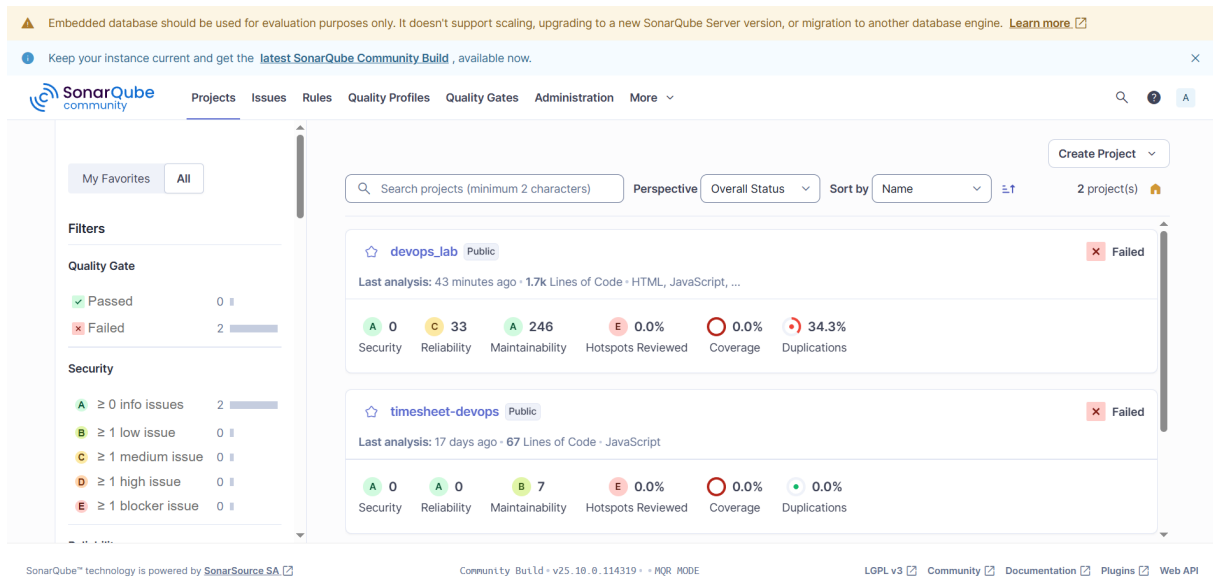 Embedded database should be used for evaluation purposes only. It doesn't support scaling, upgrading to a new SonarQube Server version, or migration to another database engine. Learn more
Keep your instance current and get the latest SonarQube Community Build , available now.
SonarQube community Projects Issues Rules Quality Profiles Quality Gates Administration More ? A
Create Project
My Favorites All
Search projects (minimum 2 characters) Perspective Overall Status Sort by Name 2 project(s)
Filters
Quality Gate
Passed 0
Failed 2
Security
A ≥ 0 info issues 2
B ≥ 1 low issue 0
C ≥ 1 medium issue 0
D ≥ 1 high issue 0
E ≥ 1 blocker issue 0
devops_lab Public Failed
Last analysis: 43 minutes ago • 1.7k Lines of Code • HTML, JavaScript, ...
A 0 C 33 A 246 E 0.0% 0.0% 34.3%
Security Reliability Maintainability Hotspots Reviewed Coverage Duplications
timesheet-devops Public Failed
Last analysis: 17 days ago • 67 Lines of Code • JavaScript
A 0 A 0 B 7 E 0.0% 0.0% 0.0%
Security Reliability Maintainability Hotspots Reviewed Coverage Duplications
SonarQube™ technology is powered by SonarSource SA Community Build • v25.10.0.114319 • • MQR MODE LGPL v3 Community Documentation Plugins Web API